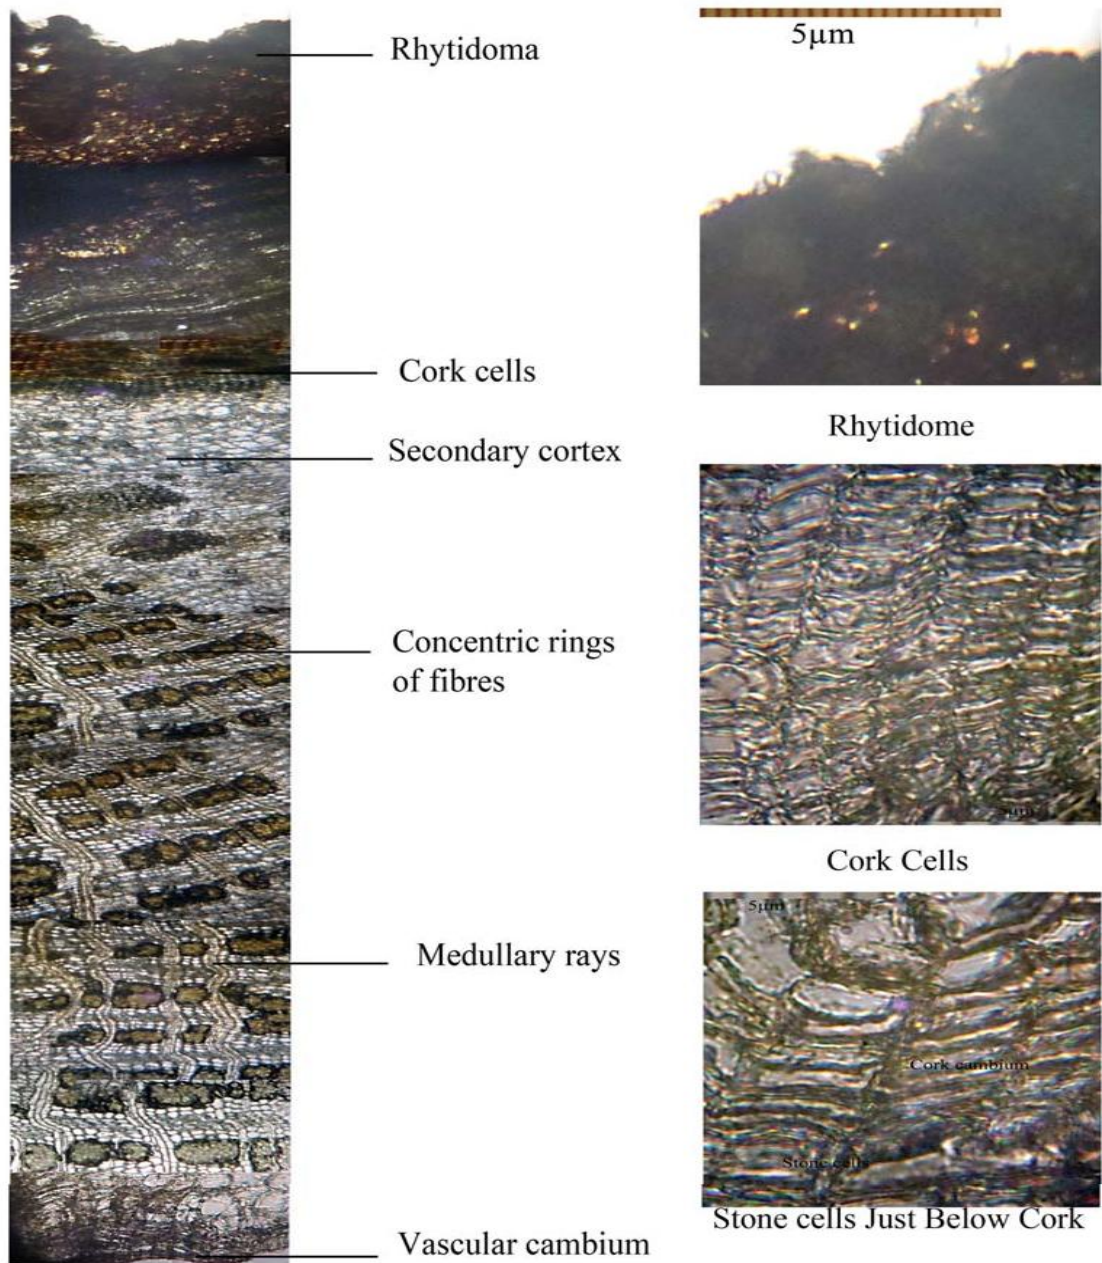 Rhytidoma
Cork cells
Secondary cortex
Concentric rings
of fibres
Medullary rays
Vascular cambium
5μm
Rhytidome
5μm
Cork Cells
5μm
Cork cambium
Stone cells
Stone cells Just Below Cork